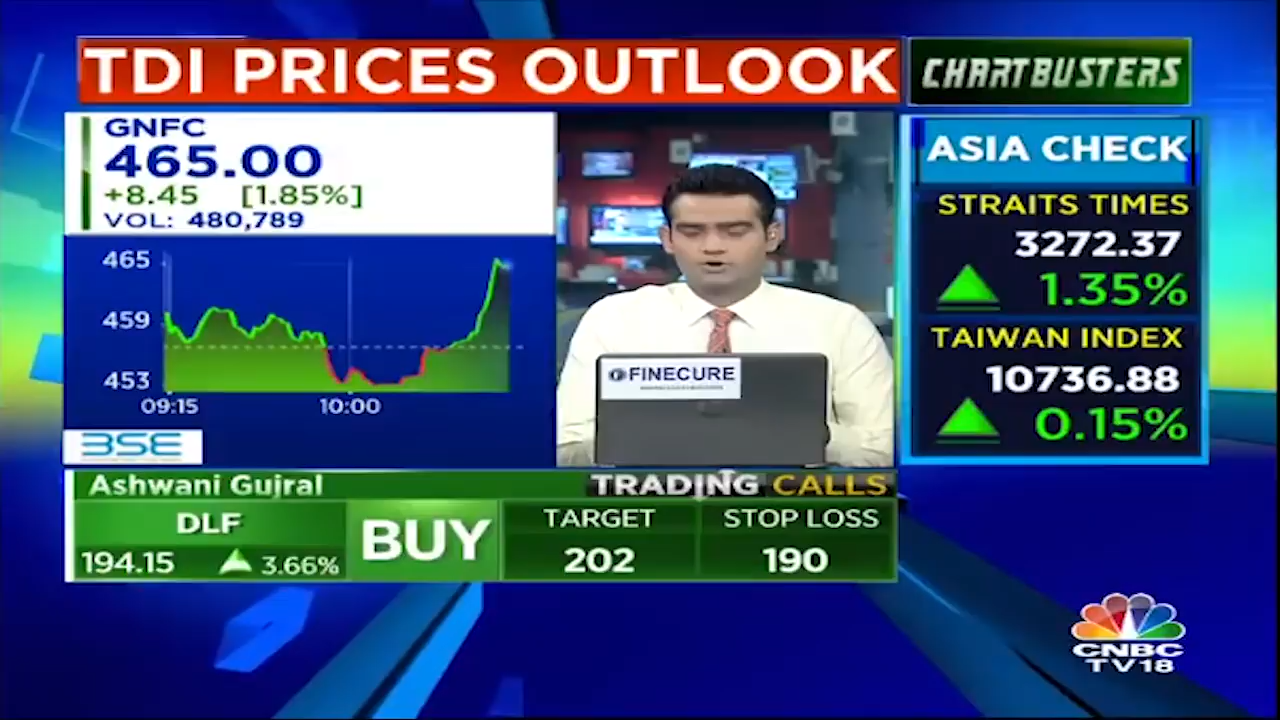 TDI PRICES OUTLOOK
CHARTBUSTERS
GNFC
465.00
+8.45 [1.85%]
VOL: 480,789
465
459
453
09:15 10:00
BSE
FINECURE
ASIA CHECK
STRAITS TIMES
3272.37
1.35%
TAIWAN INDEX
10736.88
0.15%
Ashwani Gujral
TRADING CALLS
DLF
194.15 3.66%
BUY
TARGET
202
STOP LOSS
190
CNBC
TV18